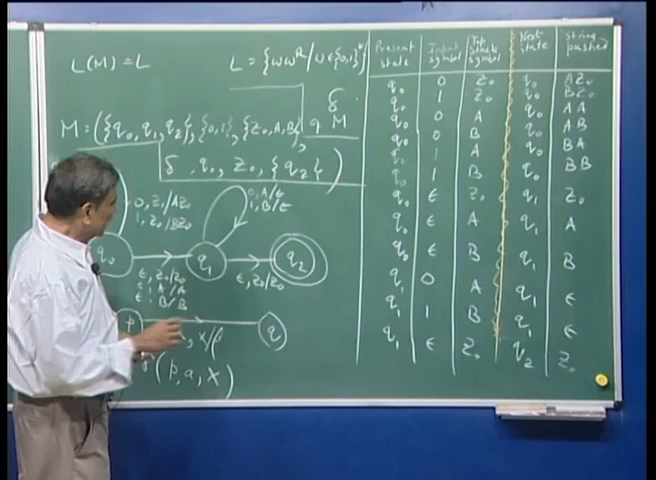 L(M) = L
L = {ωω^R / ω ∈ {0,1}*}
δ of M
M = ({q₀, q₁, q₂}, {0,1}, {Z₀, A, B},
δ, q₀, Z₀, {q₂})
0, Z₀/AZ₀
1, Z₀/BZ₀
0, A/ε
1, B/ε
q₀
q₁
q₂
ε, Z₀/Z₀
ε, A/A
ε, B/B
ε, Z₀/Z₀
p
, X/β
q
(p, a, X)
Present state | Input symbol | Top stack symbol | Next state | String pushed
q₀ 0 Z₀ q₀ AZ₀
q₀ 1 Z₀ q₀ BZ₀
q₀ 0 A q₀ AA
q₀ 0 B q₀ AB
q₀ 1 A q₀ BA
q₀ 1 B q₀ BB
q₀ ε Z₀ q₁ Z₀
q₀ ε A q₁ A
q₀ ε B q₁ B
q₁ 0 A q₁ ε
q₁ 1 B q₁ ε
q₁ ε Z₀ q₂ Z₀